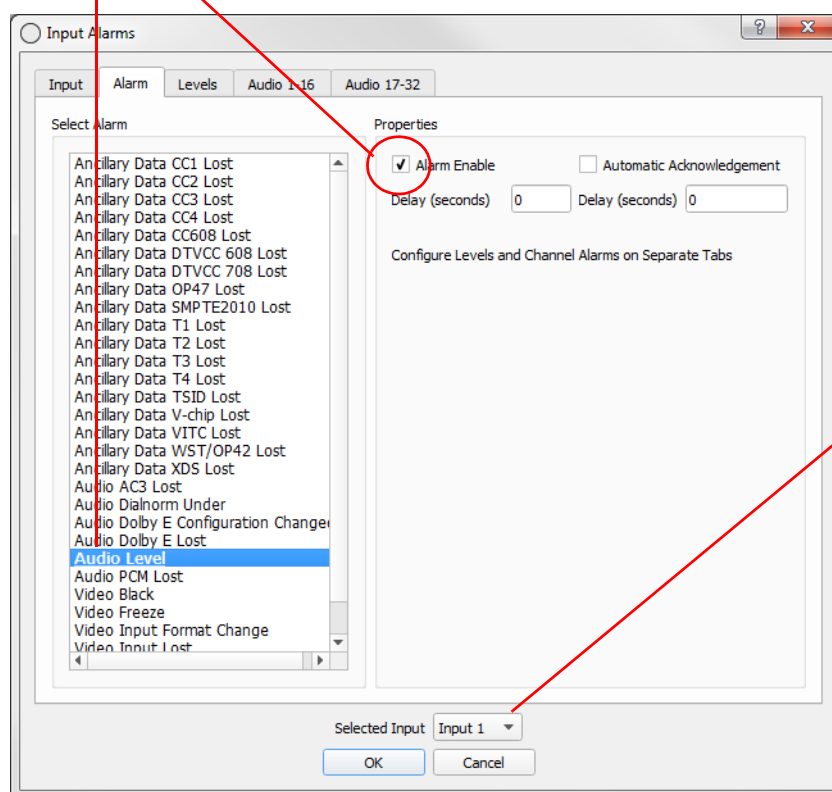 Input Alarms
Input Alarm Levels Audio 1-16 Audio 17-32
Select Alarm
Ancillary Data CC1 Lost
Ancillary Data CC2 Lost
Ancillary Data CC3 Lost
Ancillary Data CC4 Lost
Ancillary Data CC608 Lost
Ancillary Data DTVCC 608 Lost
Ancillary Data DTVCC 708 Lost
Ancillary Data OP47 Lost
Ancillary Data SMPTE2010 Lost
Ancillary Data T1 Lost
Ancillary Data T2 Lost
Ancillary Data T3 Lost
Ancillary Data T4 Lost
Ancillary Data TSID Lost
Ancillary Data V-chip Lost
Ancillary Data VITC Lost
Ancillary Data WST/OP42 Lost
Ancillary Data XDS Lost
Audio AC3 Lost
Audio Dialnorm Under
Audio Dolby E Configuration Changed
Audio Dolby E Lost
Audio Level
Audio PCM Lost
Video Black
Video Freeze
Video Input Format Change
Video Input Lost
Properties
Alarm Enable Automatic Acknowledgement
Delay (seconds) 0 Delay (seconds) 0
Configure Levels and Channel Alarms on Separate Tabs
Selected Input Input 1
OK Cancel